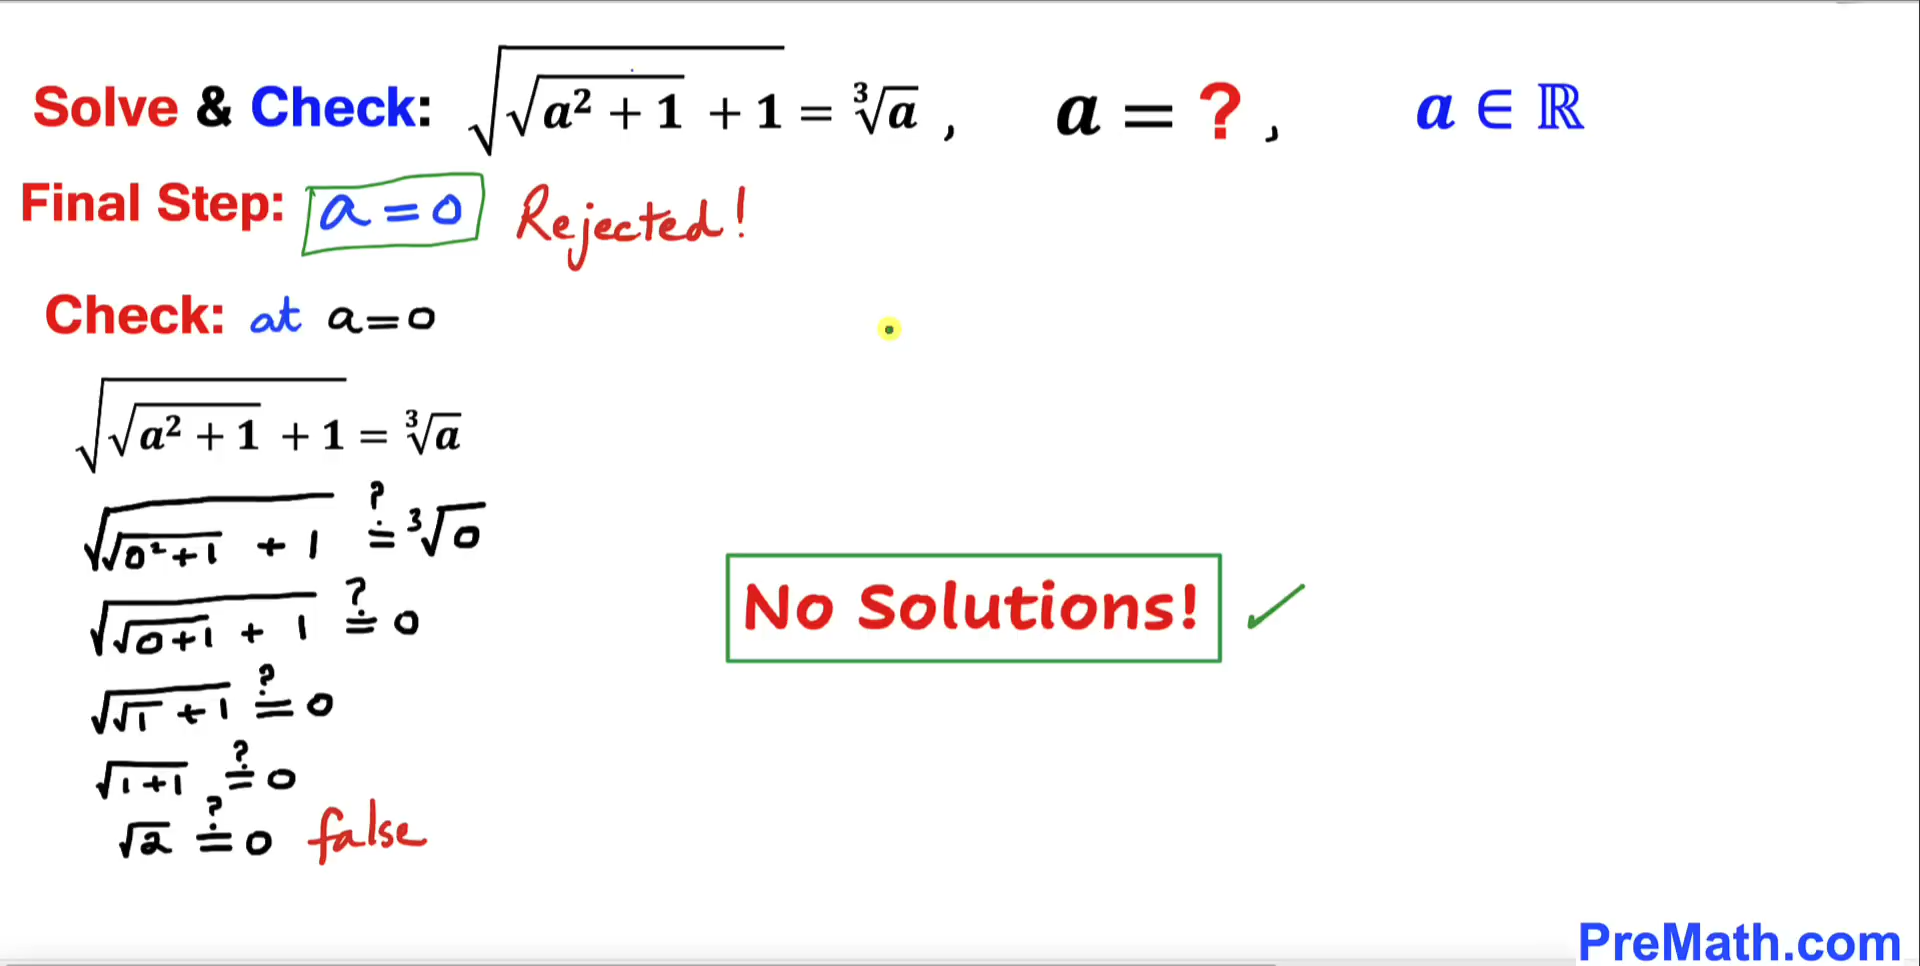 Solve & Check: √(√(a² + 1) + 1) = ∛a , a = ? , a ∈ ℝ
Final Step: a = 0 Rejected!
Check: at a = 0
√(√(a² + 1) + 1) = ∛a
√(√(0² + 1) + 1) ≟ ∛0
√(√(0 + 1) + 1) ≟ 0
√(√1 + 1) ≟ 0
√(1 + 1) ≟ 0
√2 ≟ 0 false
No Solutions! ✓
PreMath.com